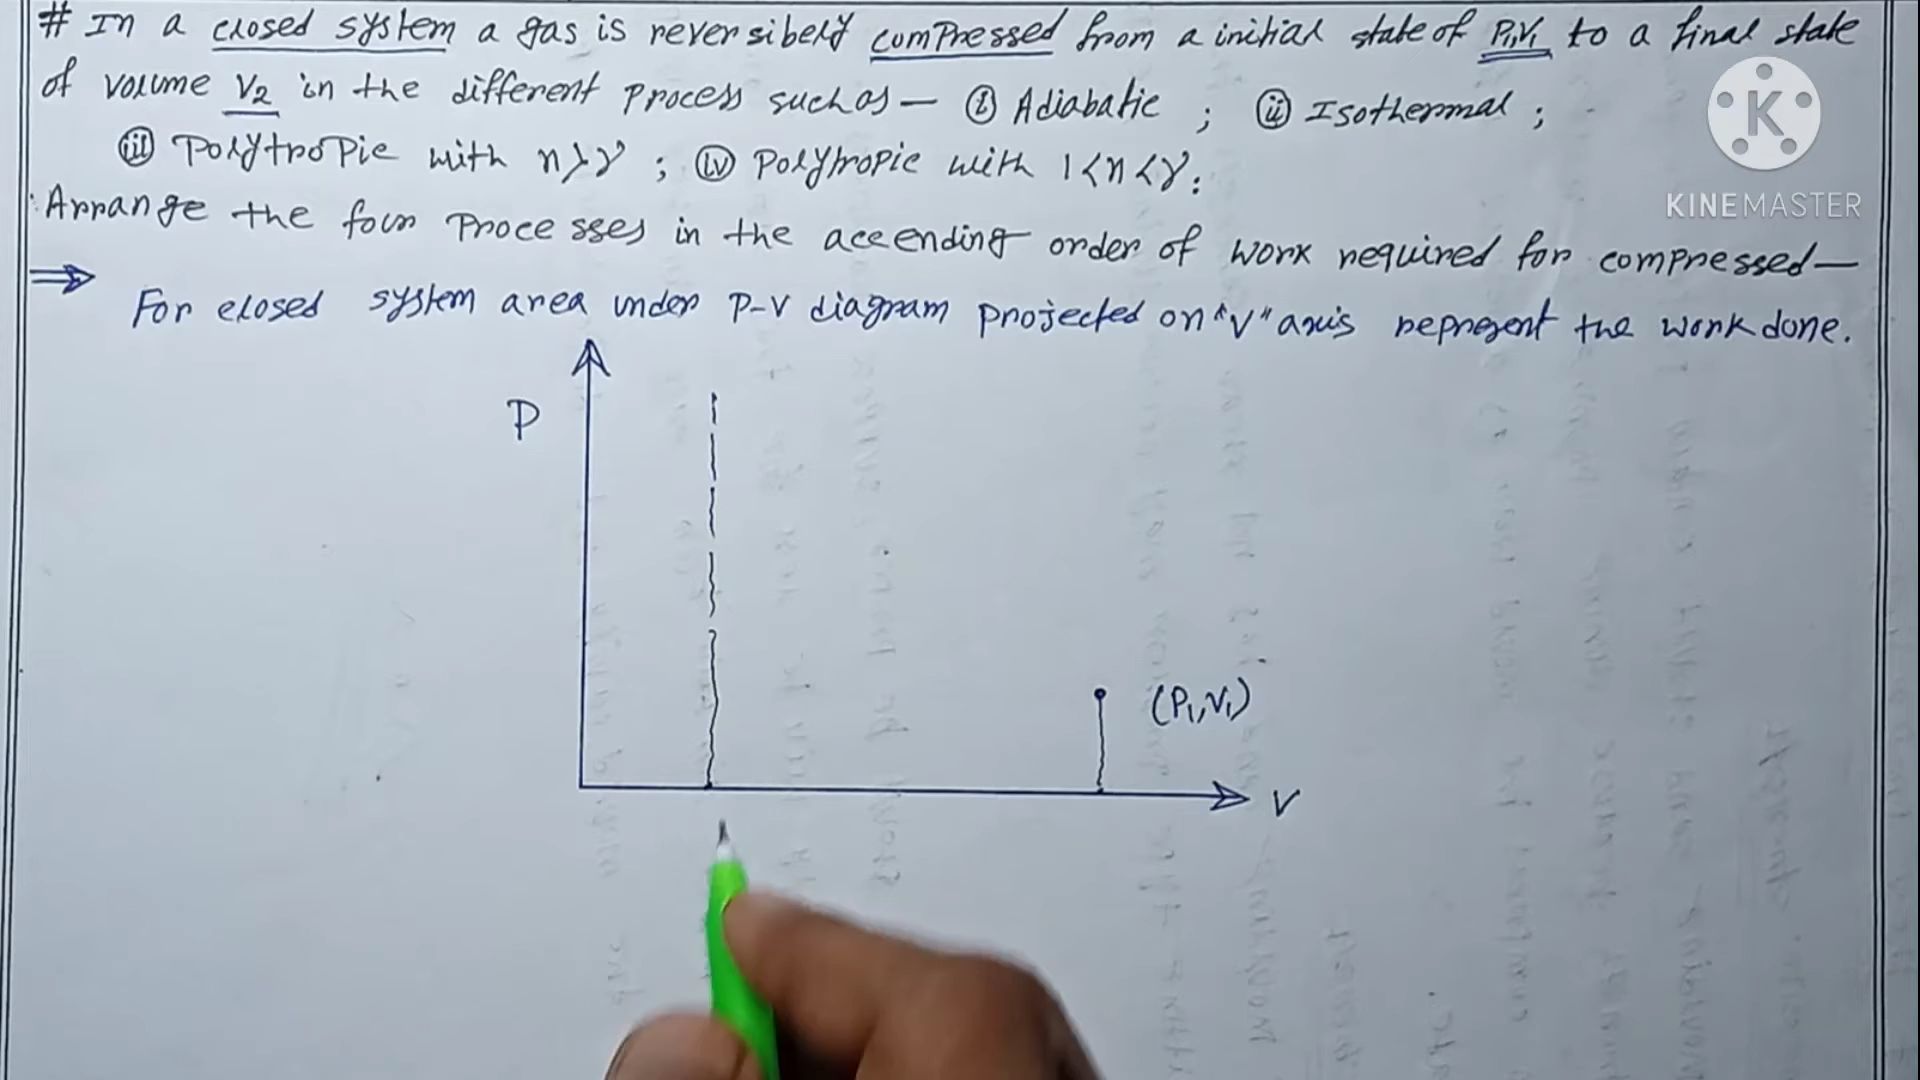 # In a closed system a gas is reversibely compressed from a initial state of P₁V₁ to a final state
of volume V2 in the different process such as — (i) Adiabatic ; (ii) Isothermal ;
(iii) Polytropic with n>γ ; (iv) Polytropic with 1<n<γ.
Arrange the four processes in the accending order of work required for compressed—
⇒ For closed system area under P-V diagram projected on "V" axis represent the work done.
P
(P₁,V₁)
V
K
KINEMASTER